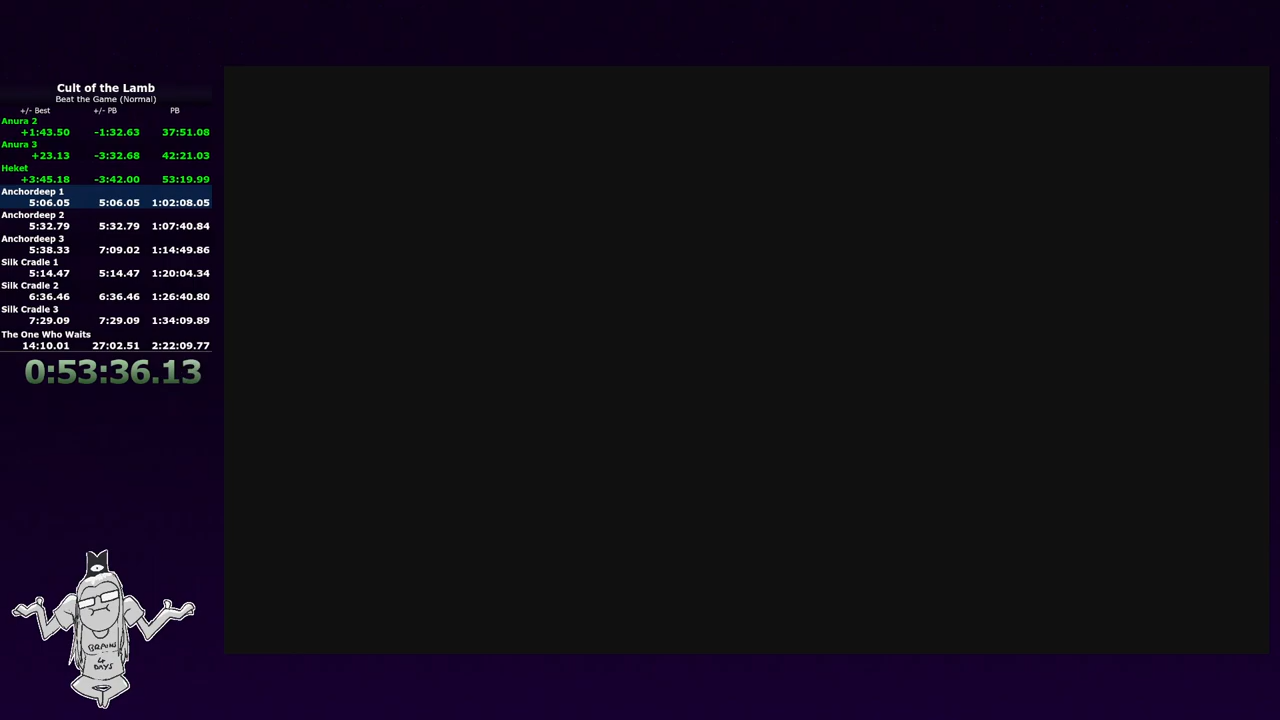 Cult of the Lamb
Beat the Game (Normal)
+/- Best +/- PB PB
Anura 2
+1:43.50 -1:32.63 37:51.08
Anura 3
+23.13 -3:32.68 42:21.03
Heket
+3:45.18 -3:42.00 53:19.99
Anchordeep 1
5:06.05 5:06.05 1:02:08.05
Anchordeep 2
5:32.79 5:32.79 1:07:40.84
Anchordeep 3
5:38.33 7:09.02 1:14:49.86
Silk Cradle 1
5:14.47 5:14.47 1:20:04.34
Silk Cradle 2
6:36.46 6:36.46 1:26:40.80
Silk Cradle 3
7:29.09 7:29.09 1:34:09.89
The One Who Waits
14:10.01 27:02.51 2:22:09.77
0:53:36.13
BRAINS
4
DAYS